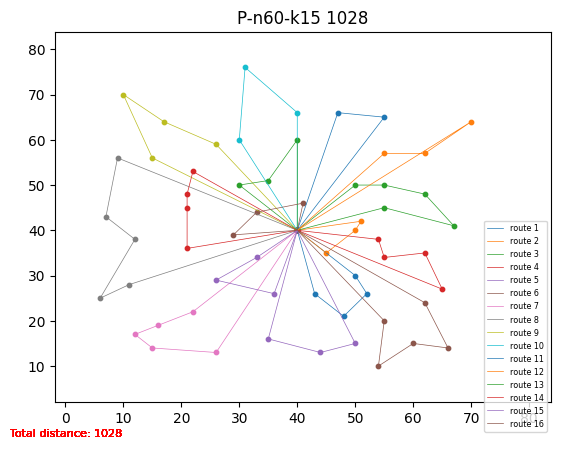 P-n60-k15 1028
80
70
60
50
40
30
20
10
0
10
20
30
40
50
60
70
route 1
route 2
route 3
route 4
route 5
route 6
route 7
route 8
route 9
route 10
route 11
route 12
route 13
route 14
route 15
route 16
Total distance: 1028